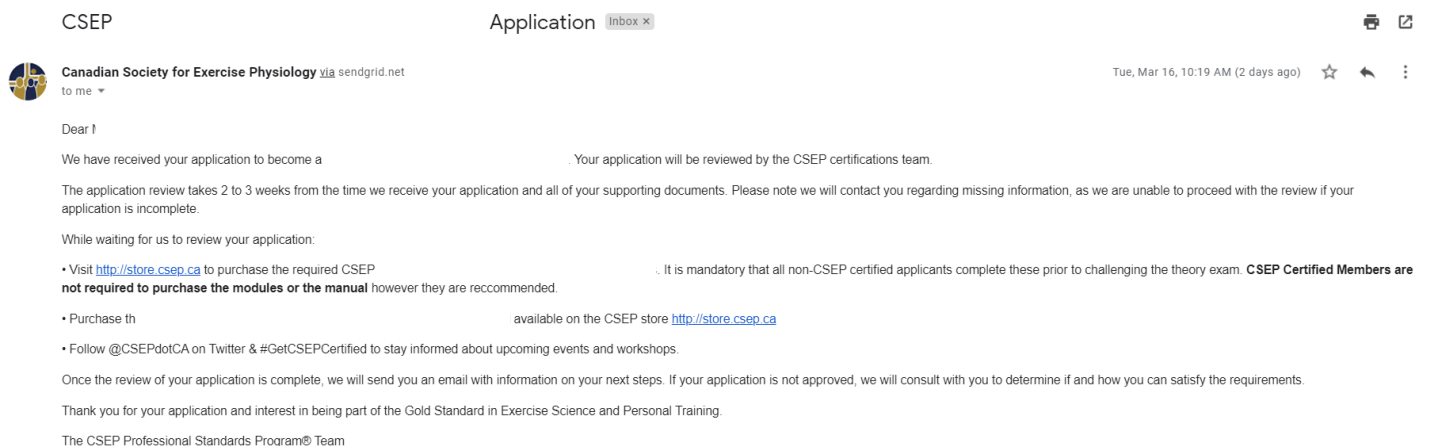 CSEP Application Inbox ×
Canadian Society for Exercise Physiology via sendgrid.net Tue, Mar 16, 10:19 AM (2 days ago)
to me
Dear
We have received your application to become a . Your application will be reviewed by the CSEP certifications team.
The application review takes 2 to 3 weeks from the time we receive your application and all of your supporting documents. Please note we will contact you regarding missing information, as we are unable to proceed with the review if your
application is incomplete.
While waiting for us to review your application:
• Visit http://store.csep.ca to purchase the required CSEP . It is mandatory that all non-CSEP certified applicants complete these prior to challenging the theory exam. CSEP Certified Members are
not required to purchase the modules or the manual however they are reccommended.
• Purchase th available on the CSEP store http://store.csep.ca
• Follow @CSEPdotCA on Twitter & #GetCSEPCertified to stay informed about upcoming events and workshops.
Once the review of your application is complete, we will send you an email with information on your next steps. If your application is not approved, we will consult with you to determine if and how you can satisfy the requirements.
Thank you for your application and interest in being part of the Gold Standard in Exercise Science and Personal Training.
The CSEP Professional Standards Program® Team